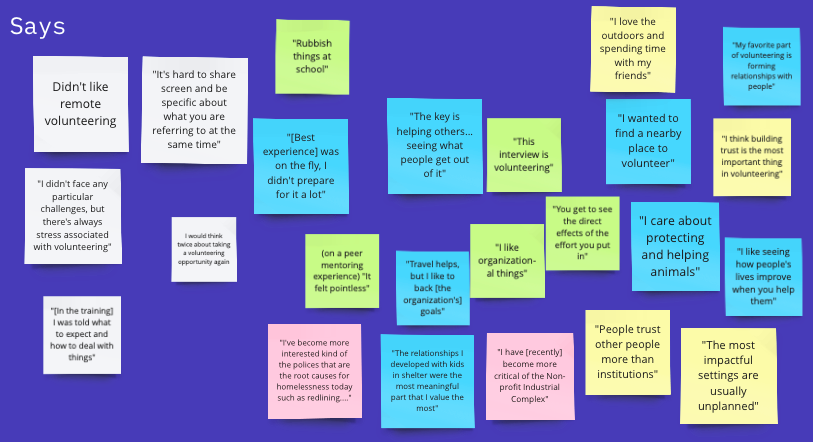 Says
Didn't like
remote
volunteering
"It's hard to share
screen and be
specific about
what you are
referring to at the
same time"
"Rubbish
things at
school"
"I love the
outdoors and
spending time
with my
friends"
"My favorite part
of volunteering is
forming
relationships with
people"
"[Best
experience] was
on the fly, I
didn't prepare
for it a lot"
"The key is
helping others...
seeing what
people get out
of it"
"This
interview is
volunteering"
"I wanted to
find a nearby
place to
volunteer"
"I think building
trust is the most
important thing
in volunteering"
"I didn't face any
particular
challenges, but
there's always
stress associated
with volunteering"
I would think
twice about taking
a volunteering
opportunity again
(on a peer
mentoring
experience) "It
felt pointless"
"Travel helps,
but I like to
back [the
organization's]
goals"
"I like
organization-
al things"
"You get to see
the direct
effects of the
effort you put
in"
"I care about
protecting
and helping
animals"
"I like seeing
how people's
lives improve
when you help
them"
"[In the training]
I was told what
to expect and
how to deal with
things"
"I've become more
interested kind of
the polices that are
the root causes for
homelessness today
such as redlining...."
"The relationships I
developed with kids
in shelter were the
most meaningful
part that I value the
most"
"I have [recently]
become more
critical of the Non-
profit Industrial
Complex"
"People trust
other people
more than
institutions"
"The most
impactful
settings are
usually
unplanned"